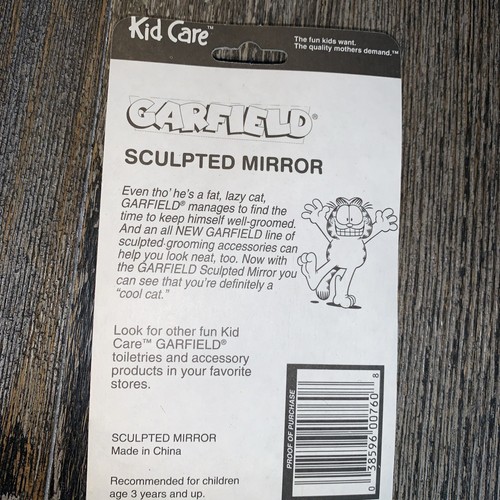 Kid Care™
The fun kids want.
The quality mothers demand.™
GARFIELD®
SCULPTED MIRROR
Even tho' he's a fat, lazy cat,
GARFIELD® manages to find the
time to keep himself well-groomed.
And an all NEW GARFIELD line of
sculpted grooming accessories can
help you look neat, too. Now with
the GARFIELD Sculpted Mirror you
can see that you're definitely a
"cool cat."
Look for other fun Kid
Care™ GARFIELD®
toiletries and accessory
products in your favorite
stores.
SCULPTED MIRROR
Made in China
Recommended for children
age 3 years and up.
PROOF OF PURCHASE
0 38596 00760 8